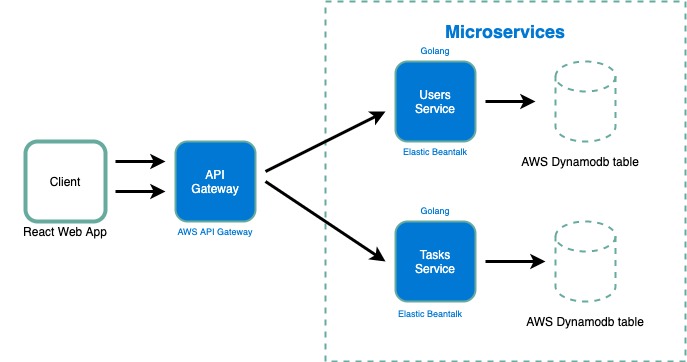 Microservices
Golang
Users
Service
Elastic Beantalk
AWS Dynamodb table
Client
React Web App
API
Gateway
AWS API Gateway
Golang
Tasks
Service
Elastic Beantalk
AWS Dynamodb table